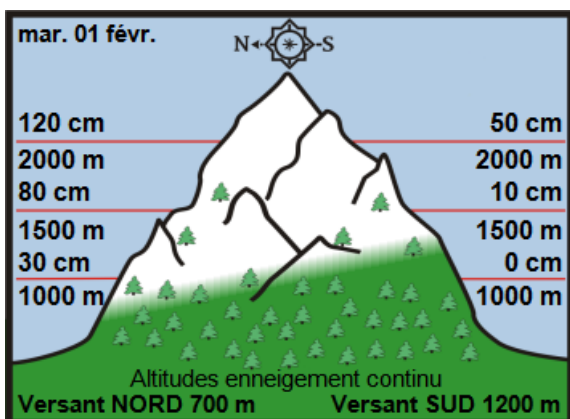 mar. 01 févr.
N S
120 cm 50 cm
2000 m 2000 m
80 cm 10 cm
1500 m 1500 m
30 cm 0 cm
1000 m 1000 m
Altitudes enneigement continu
Versant NORD 700 m Versant SUD 1200 m